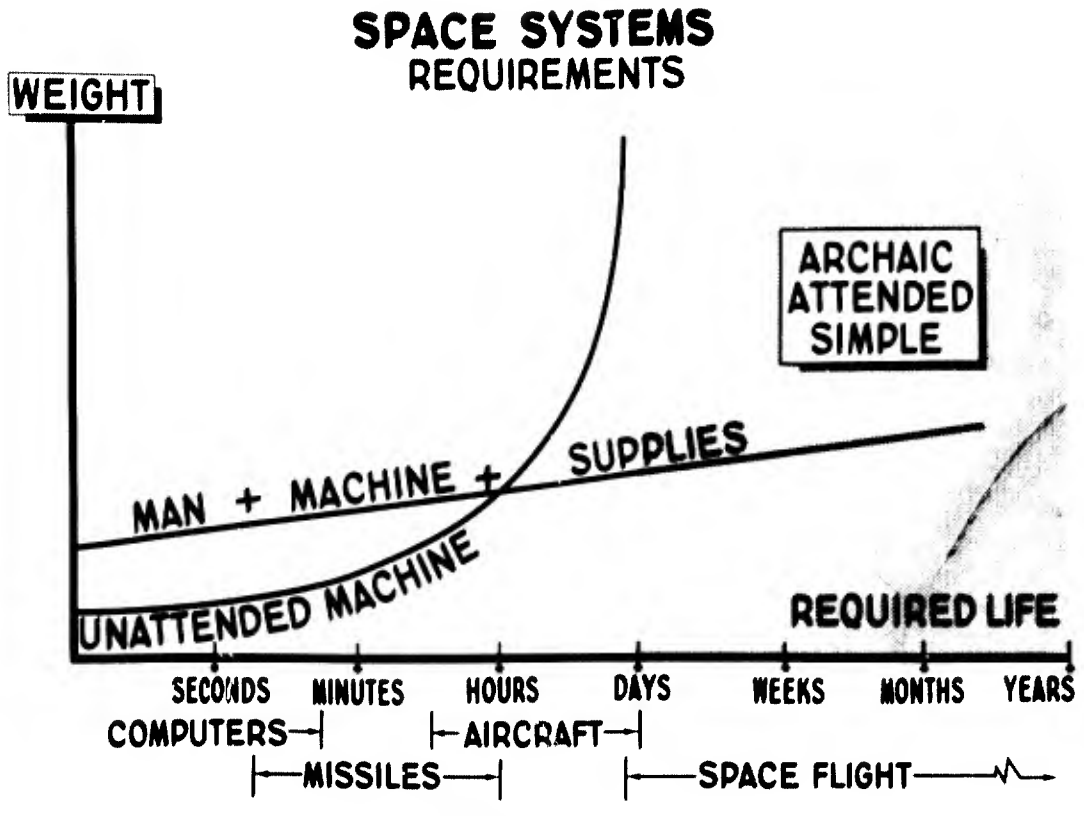 SPACE SYSTEMS
REQUIREMENTS
WEIGHT
ARCHAIC
ATTENDED
SIMPLE
MAN + MACHINE + SUPPLIES
UNATTENDED MACHINE
REQUIRED LIFE
SECONDS MINUTES HOURS DAYS WEEKS MONTHS YEARS
COMPUTERS AIRCRAFT
MISSILES SPACE FLIGHT